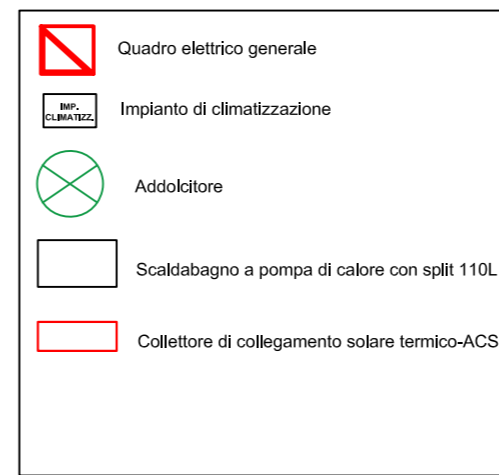 Quadro elettrico generale
IMP.
CLIMATIZZ.
Impianto di climatizzazione
Addolcitore
Scaldabagno a pompa di calore con split 110L
Collettore di collegamento solare termico-ACS